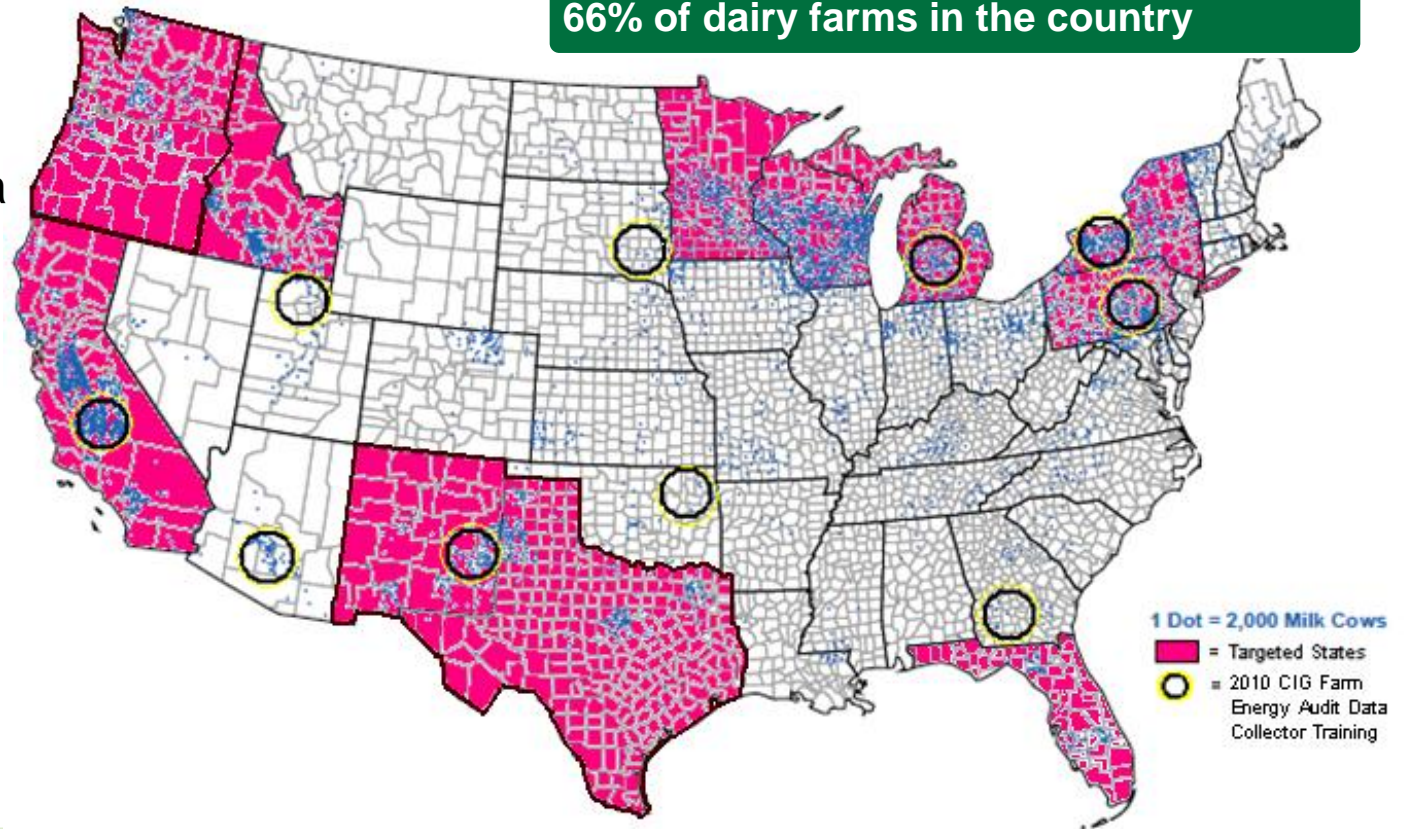 66% of dairy farms in the country
a
1 Dot = 2,000 Milk Cows
= Targeted States
= 2010 CIG Farm
Energy Audit Data
Collector Training